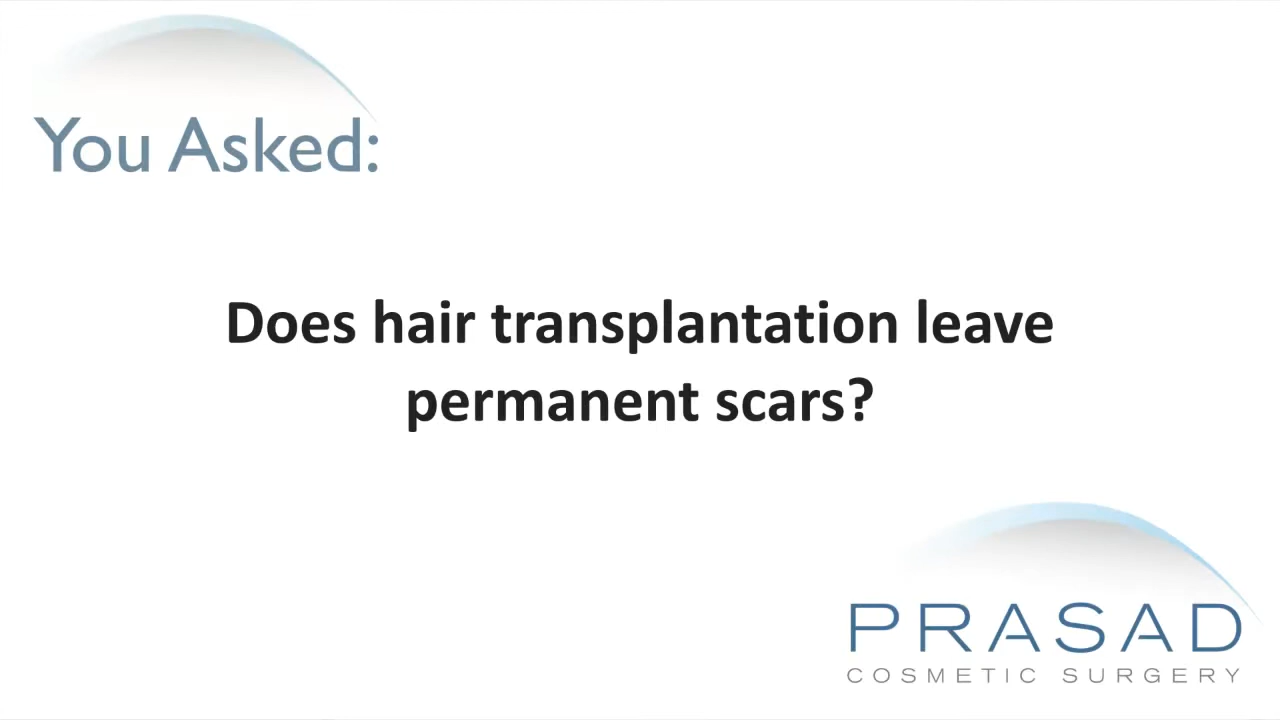 You Asked:
Does hair transplantation leave
permanent scars?
PRASAD
COSMETIC SURGERY